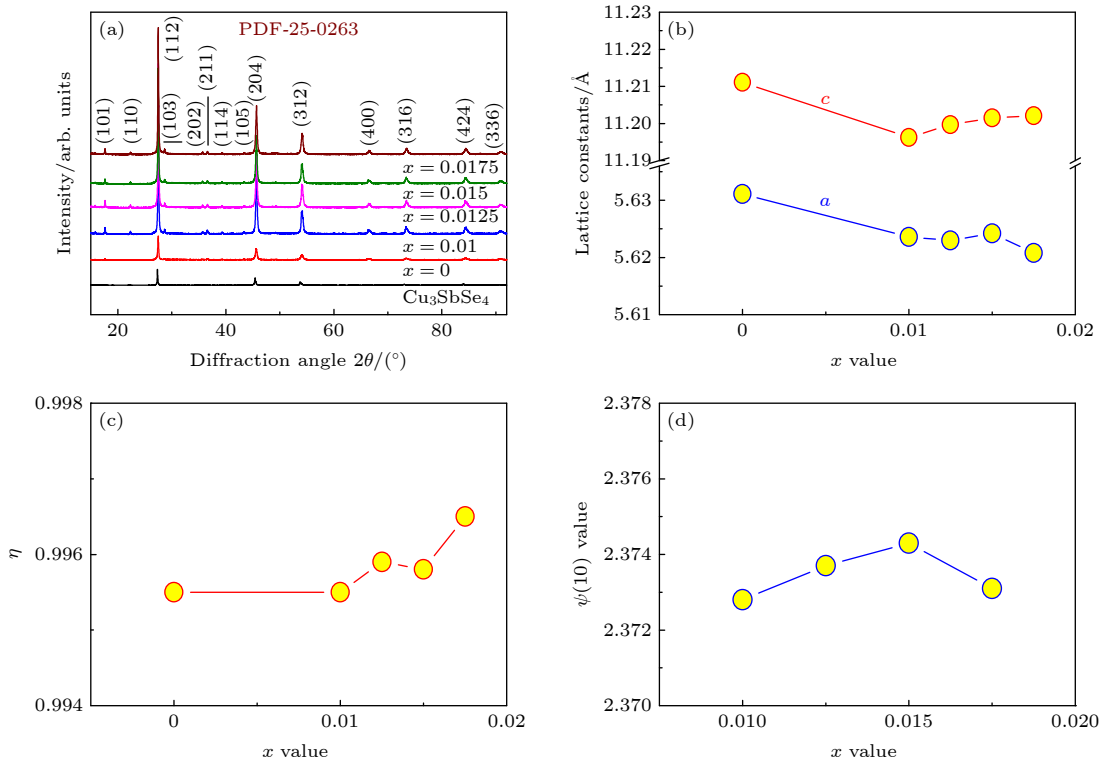 (a)
PDF-25-0263
(101)
(110)
(112)
(103)
(202)
(211)
(114)
(105)
(204)
(312)
(400)
(316)
(424)
(336)
x = 0.0175
x = 0.015
x = 0.0125
x = 0.01
x = 0
Cu₃SbSe₄
Intensity/arb. units
20
40
60
80
Diffraction angle 2θ/(°)
(b)
11.23
11.22
11.21
11.20
11.19
5.63
5.62
5.61
c
a
Lattice constants/Å
0
0.01
0.02
x value
(c)
0.998
0.996
0.994
η
0
0.01
0.02
x value
(d)
2.378
2.376
2.374
2.372
2.370
ψ(10) value
0.010
0.015
0.020
x value